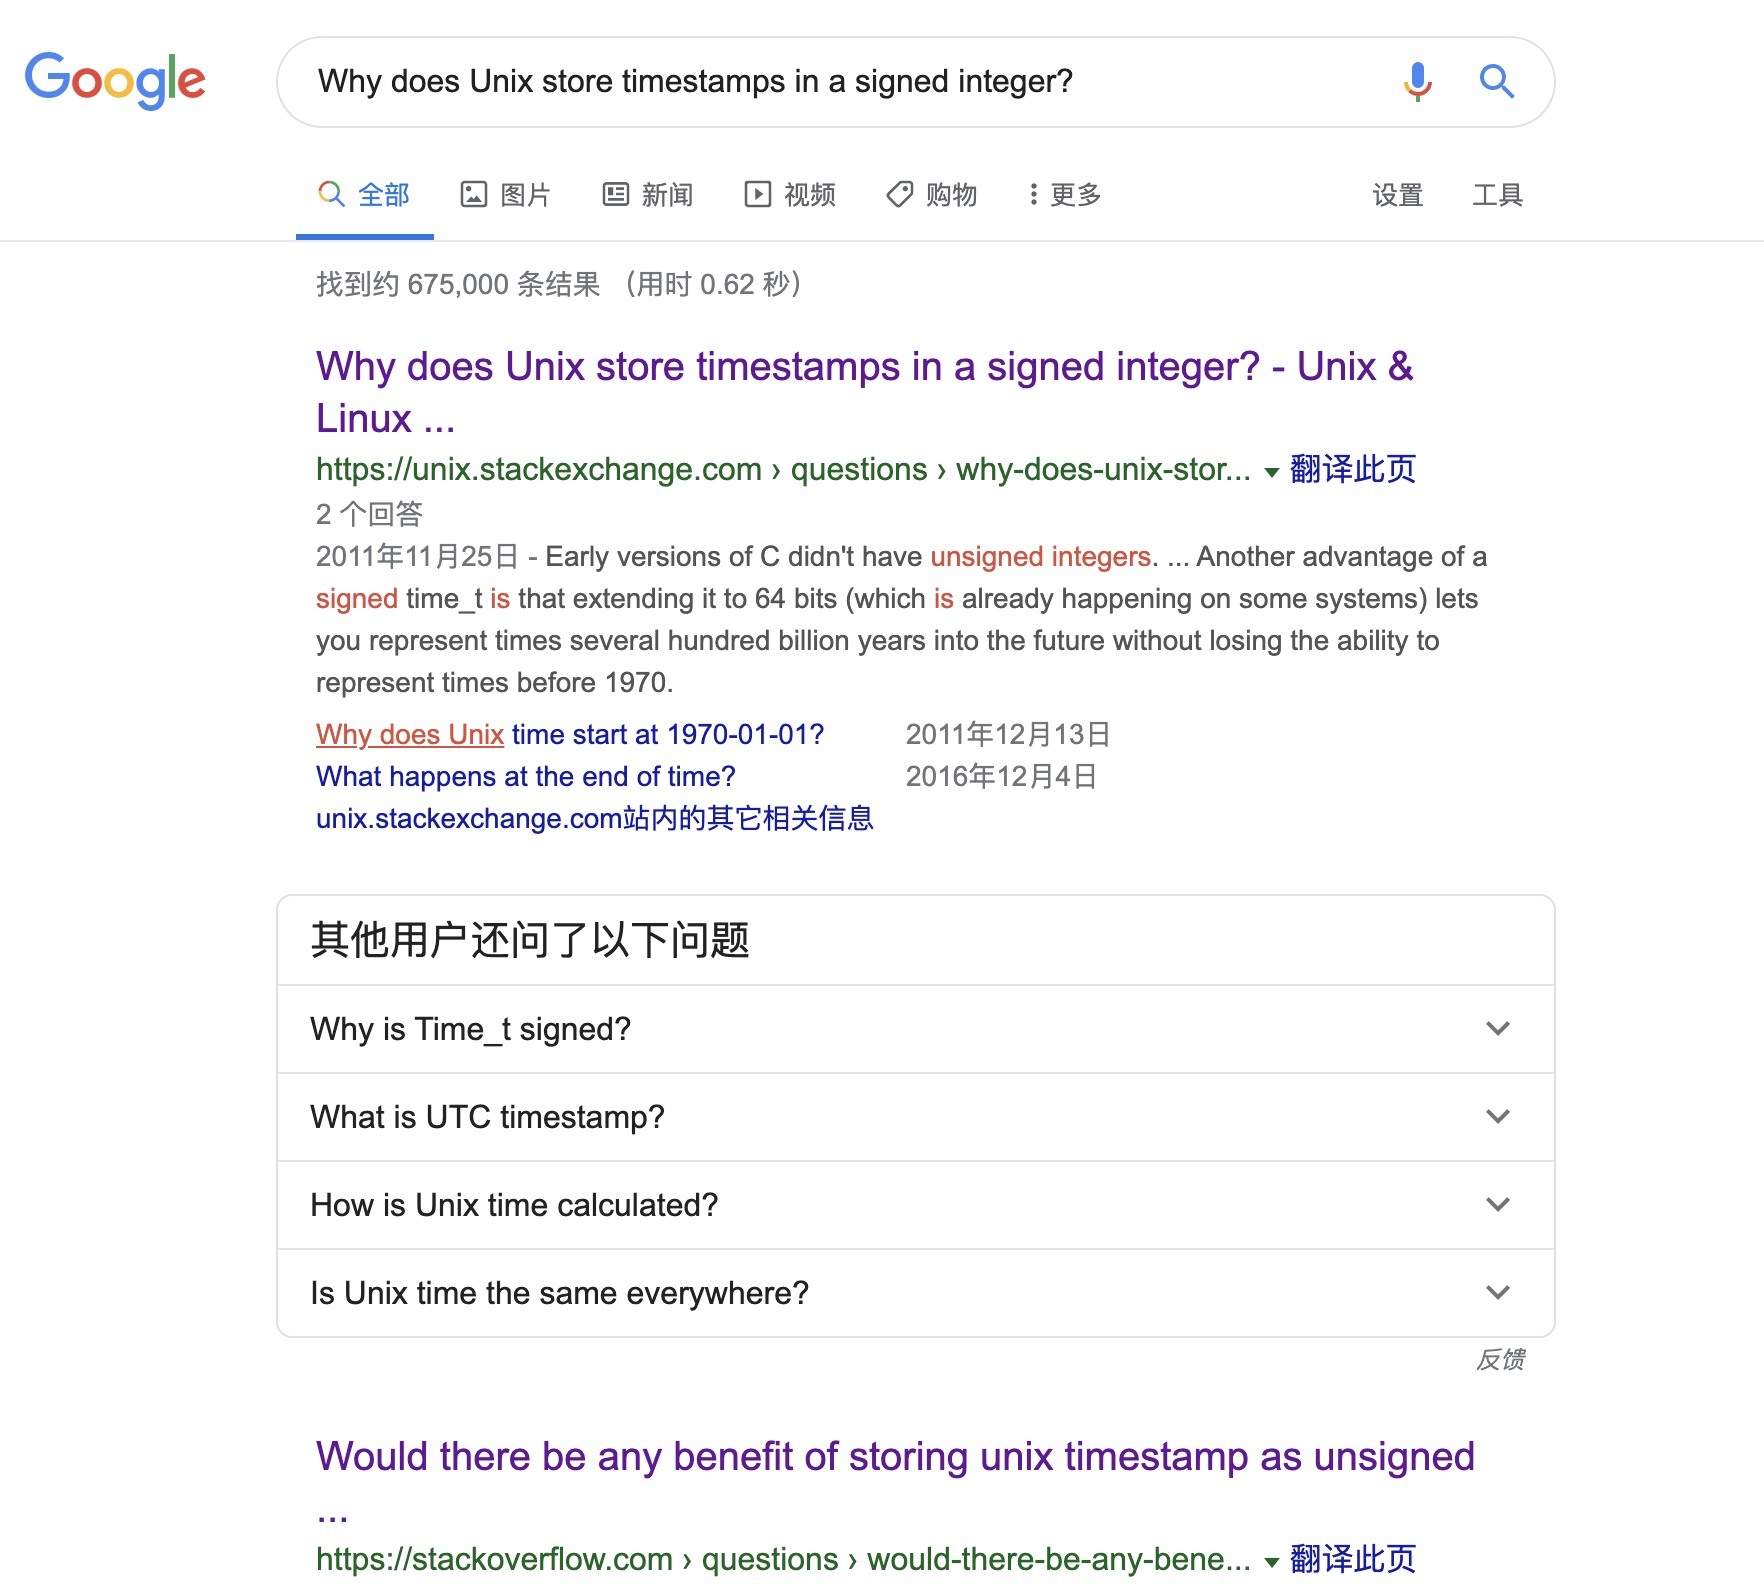 Google
Why does Unix store timestamps in a signed integer?
全部 图片 新闻 视频 购物 更多 设置 工具
找到约 675,000 条结果 （用时 0.62 秒）
Why does Unix store timestamps in a signed integer? - Unix &
Linux ...
https://unix.stackexchange.com › questions › why-does-unix-stor... 翻译此页
2 个回答
2011年11月25日 - Early versions of C didn't have unsigned integers. ... Another advantage of a
signed time_t is that extending it to 64 bits (which is already happening on some systems) lets
you represent times several hundred billion years into the future without losing the ability to
represent times before 1970.
Why does Unix time start at 1970-01-01? 2011年12月13日
What happens at the end of time? 2016年12月4日
unix.stackexchange.com站内的其它相关信息
其他用户还问了以下问题
Why is Time_t signed?
What is UTC timestamp?
How is Unix time calculated?
Is Unix time the same everywhere?
反馈
Would there be any benefit of storing unix timestamp as unsigned
...
https://stackoverflow.com › questions › would-there-be-any-bene... 翻译此页